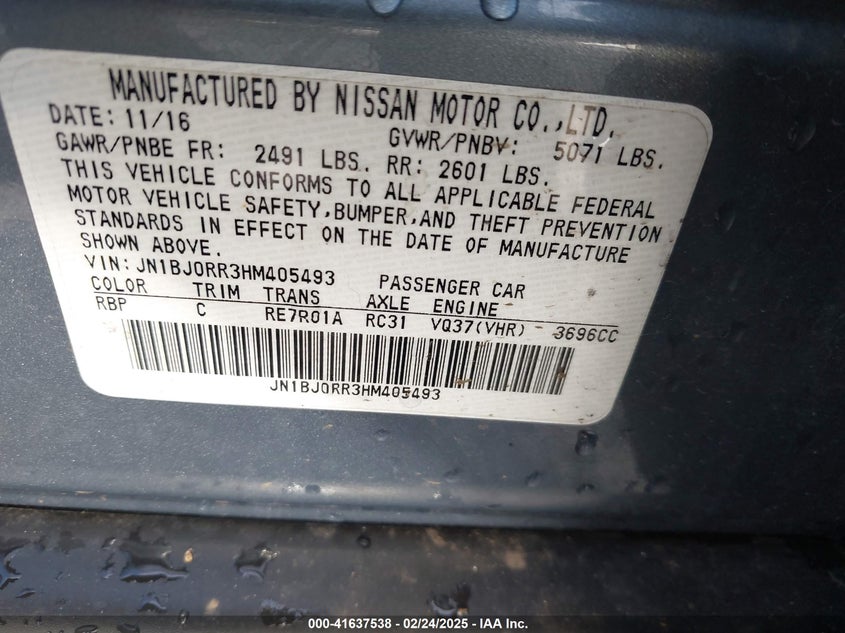 MANUFACTURED BY NISSAN MOTOR CO.,LTD.
DATE: 11/16 GVWR/PNBV: 5071 LBS.
GAWR/PNBE FR: 2491 LBS. RR: 2601 LBS.
THIS VEHICLE CONFORMS TO ALL APPLICABLE FEDERAL
MOTOR VEHICLE SAFETY,BUMPER,AND THEFT PREVENTION
STANDARDS IN EFFECT ON THE DATE OF MANUFACTURE
SHOWN ABOVE.
VIN:JN1BJ0RR3HM405493 PASSENGER CAR
COLOR TRIM TRANS AXLE ENGINE
RBP C RE7R01A RC31 VQ37(VHR) - 3696CC
JN1BJ0RR3HM405493
000-41637538 - 02/24/2025 - IAA Inc.